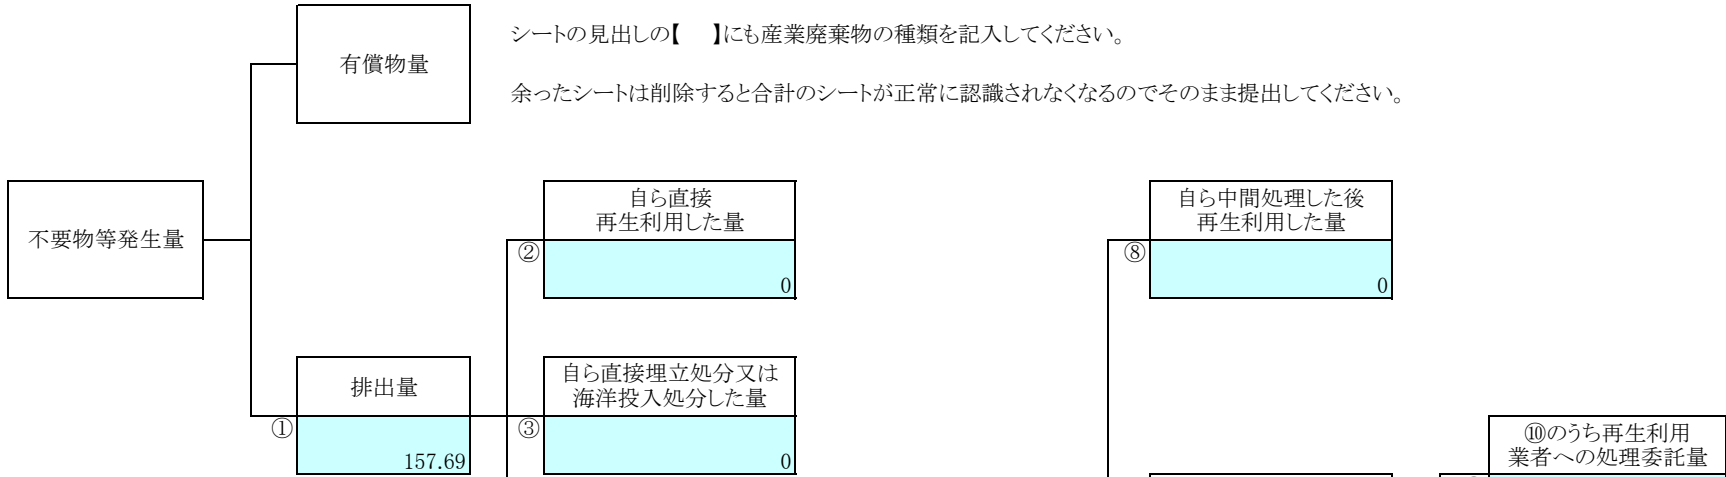 シートの見出しの【　】にも産業廃棄物の種類を記入してください。
有償物量
余ったシートは削除すると合計のシートが正常に認識されなくなるのでそのまま提出してください。
不要物等発生量
自ら直接
再生利用した量
②
0
自ら中間処理した後
再生利用した量
⑧
0
排出量
①
157.69
自ら直接埋立処分又は
海洋投入処分した量
③
0
⑩のうち再生利用
業者への処理委託量